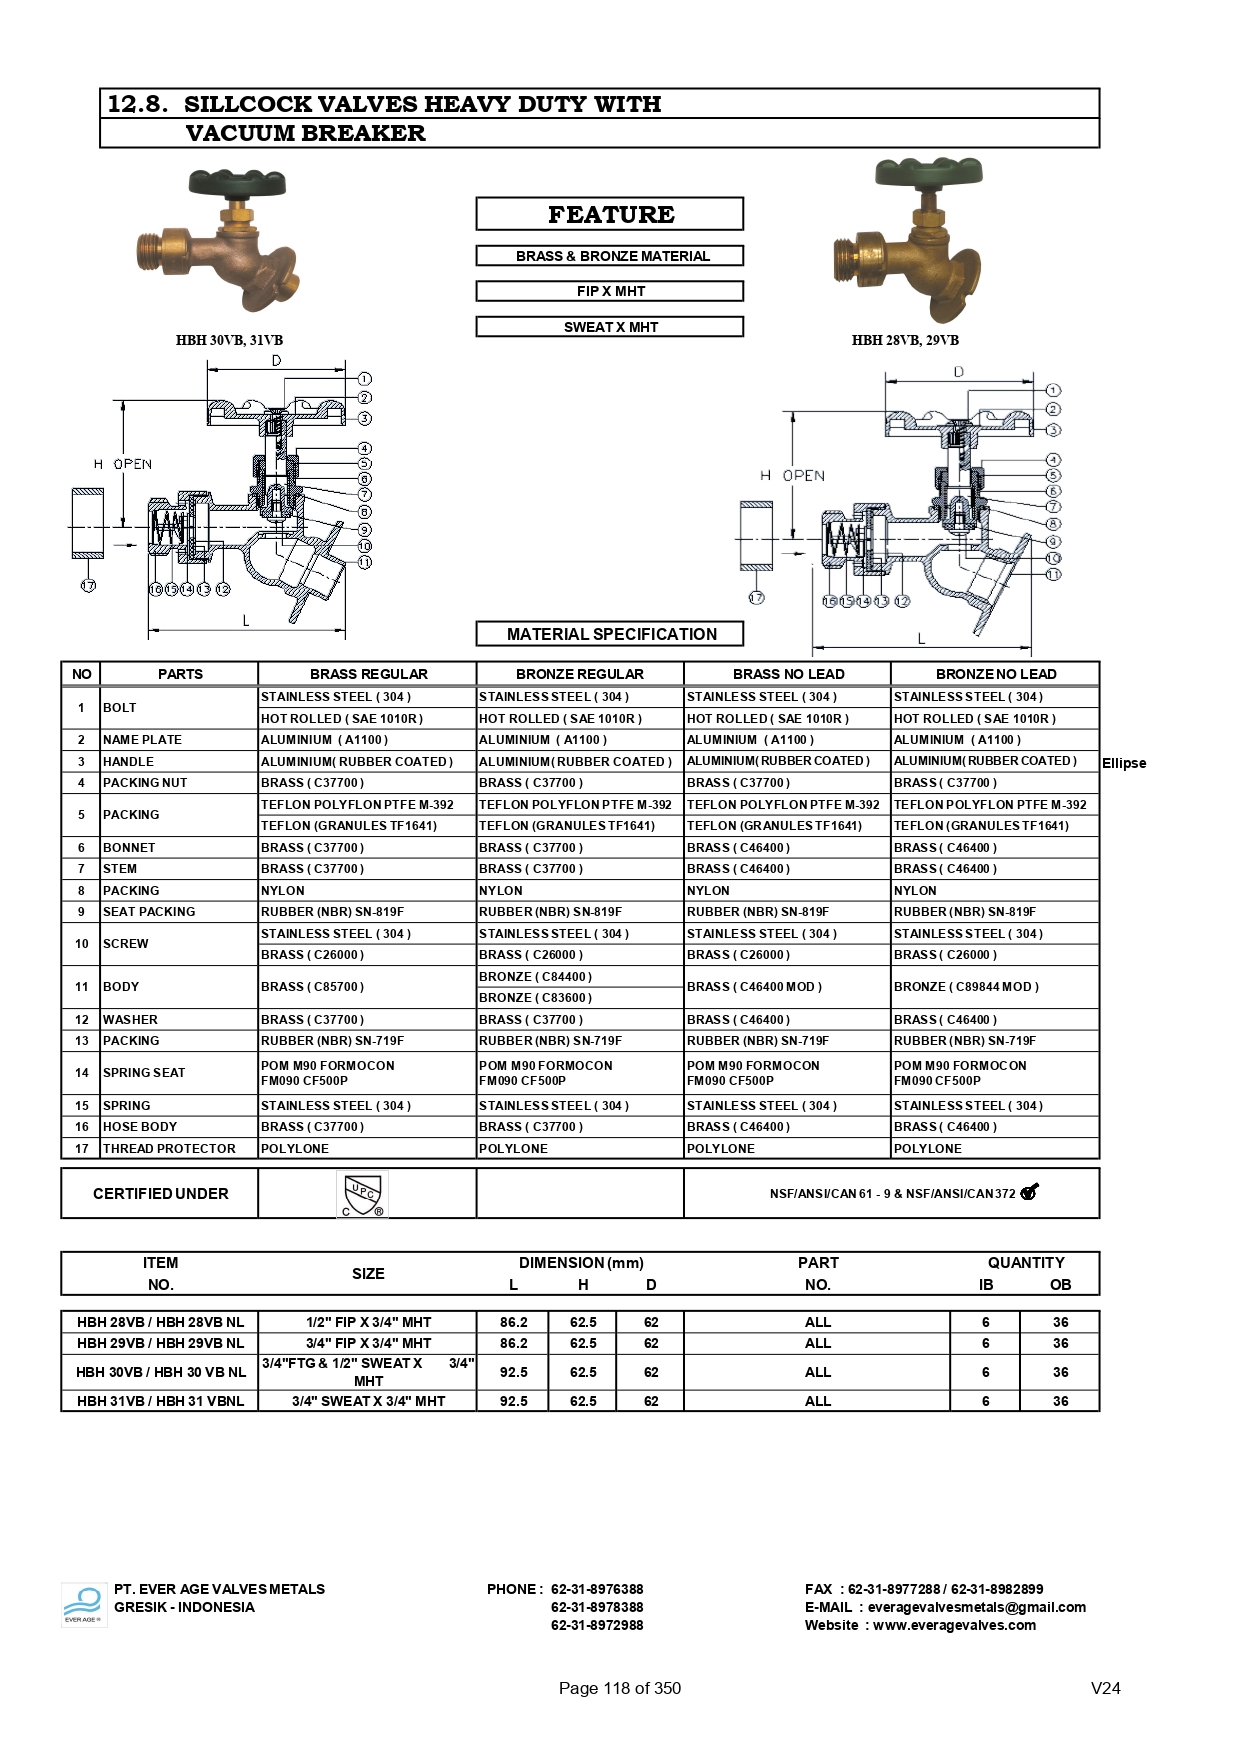 12.8. SILLCOCK VALVES HEAVY DUTY WITH
VACUUM BREAKER
FEATURE
BRASS & BRONZE MATERIAL
FIP X MHT
SWEAT X MHT
HBH 30VB, 31VB
HBH 28VB, 29VB
D
1
2
3
4
5
6
7
8
9
10
11
H OPEN
17
16 15 14 13 12
L
D
1
2
3
4
5
6
7
8
9
10
11
H OPEN
17
16 15 14 13 12
L
MATERIAL SPECIFICATION
NO PARTS BRASS REGULAR BRONZE REGULAR BRASS NO LEAD BRONZE NO LEAD
1 BOLT STAINLESS STEEL ( 304 ) STAINLESS STEEL ( 304 ) STAINLESS STEEL ( 304 ) STAINLESS STEEL ( 304 )
HOT ROLLED ( SAE 1010R ) HOT ROLLED ( SAE 1010R ) HOT ROLLED ( SAE 1010R ) HOT ROLLED ( SAE 1010R )
2 NAME PLATE ALUMINIUM ( A1100 ) ALUMINIUM ( A1100 ) ALUMINIUM ( A1100 ) ALUMINIUM ( A1100 )
3 HANDLE ALUMINIUM( RUBBER COATED ) ALUMINIUM( RUBBER COATED ) ALUMINIUM( RUBBER COATED ) ALUMINIUM( RUBBER COATED ) Ellipse
4 PACKING NUT BRASS ( C37700 ) BRASS ( C37700 ) BRASS ( C37700 ) BRASS ( C37700 )
5 PACKING TEFLON POLYFLON PTFE M-392 TEFLON POLYFLON PTFE M-392 TEFLON POLYFLON PTFE M-392 TEFLON POLYFLON PTFE M-392
TEFLON (GRANULES TF1641) TEFLON (GRANULES TF1641) TEFLON (GRANULES TF1641) TEFLON (GRANULES TF1641)
6 BONNET BRASS ( C37700 ) BRASS ( C37700 ) BRASS ( C46400 ) BRASS ( C46400 )
7 STEM BRASS ( C37700 ) BRASS ( C37700 ) BRASS ( C46400 ) BRASS ( C46400 )
8 PACKING NYLON NYLON NYLON NYLON
9 SEAT PACKING RUBBER (NBR) SN-819F RUBBER (NBR) SN-819F RUBBER (NBR) SN-819F RUBBER (NBR) SN-819F
10 SCREW STAINLESS STEEL ( 304 ) STAINLESS STEEL ( 304 ) STAINLESS STEEL ( 304 ) STAINLESS STEEL ( 304 )
BRASS ( C26000 ) BRASS ( C26000 ) BRASS ( C26000 ) BRASS ( C26000 )
11 BODY BRASS ( C85700 ) BRONZE ( C84400 ) BRASS ( C46400 MOD ) BRONZE ( C89844 MOD )
BRONZE ( C83600 )
12 WASHER BRASS ( C37700 ) BRASS ( C37700 ) BRASS ( C46400 ) BRASS ( C46400 )
13 PACKING RUBBER (NBR) SN-719F RUBBER (NBR) SN-719F RUBBER (NBR) SN-719F RUBBER (NBR) SN-719F
14 SPRING SEAT POM M90 FORMOCON POM M90 FORMOCON POM M90 FORMOCON POM M90 FORMOCON
FM090 CF500P FM090 CF500P FM090 CF500P FM090 CF500P
15 SPRING STAINLESS STEEL ( 304 ) STAINLESS STEEL ( 304 ) STAINLESS STEEL ( 304 ) STAINLESS STEEL ( 304 )
16 HOSE BODY BRASS ( C37700 ) BRASS ( C37700 ) BRASS ( C46400 ) BRASS ( C46400 )
17 THREAD PROTECTOR POLYLONE POLYLONE POLYLONE POLYLONE
CERTIFIED UNDER UPC C ® NSF/ANSI/CAN 61 - 9 & NSF/ANSI/CAN 372
ITEM SIZE DIMENSION (mm) PART QUANTITY
NO. L H D NO. IB OB
HBH 28VB / HBH 28VB NL 1/2" FIP X 3/4" MHT 86.2 62.5 62 ALL 6 36
HBH 29VB / HBH 29VB NL 3/4" FIP X 3/4" MHT 86.2 62.5 62 ALL 6 36
HBH 30VB / HBH 30 VB NL 3/4"FTG & 1/2" SWEAT X 3/4" MHT 92.5 62.5 62 ALL 6 36
HBH 31VB / HBH 31 VBNL 3/4" SWEAT X 3/4" MHT 92.5 62.5 62 ALL 6 36
EVER AGE ®
PT. EVER AGE VALVES METALS PHONE : 62-31-8976388 FAX : 62-31-8977288 / 62-31-8982899
GRESIK - INDONESIA 62-31-8978388 E-MAIL : everagevalvesmetals@gmail.com
62-31-8972988 Website : www.everagevalves.com
Page 118 of 350 V24